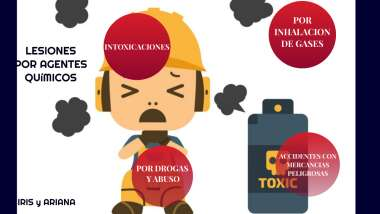 LESIONES
POR AGENTES
QUÍMICOS
INTOXICACIONES
POR
INHALACION
DE GASES
POR DROGAS
Y ABUSO
ACCIDENTES CON
MERCANCIAS
PELIGROSAS
TOXIC
IRIS y ARIANA